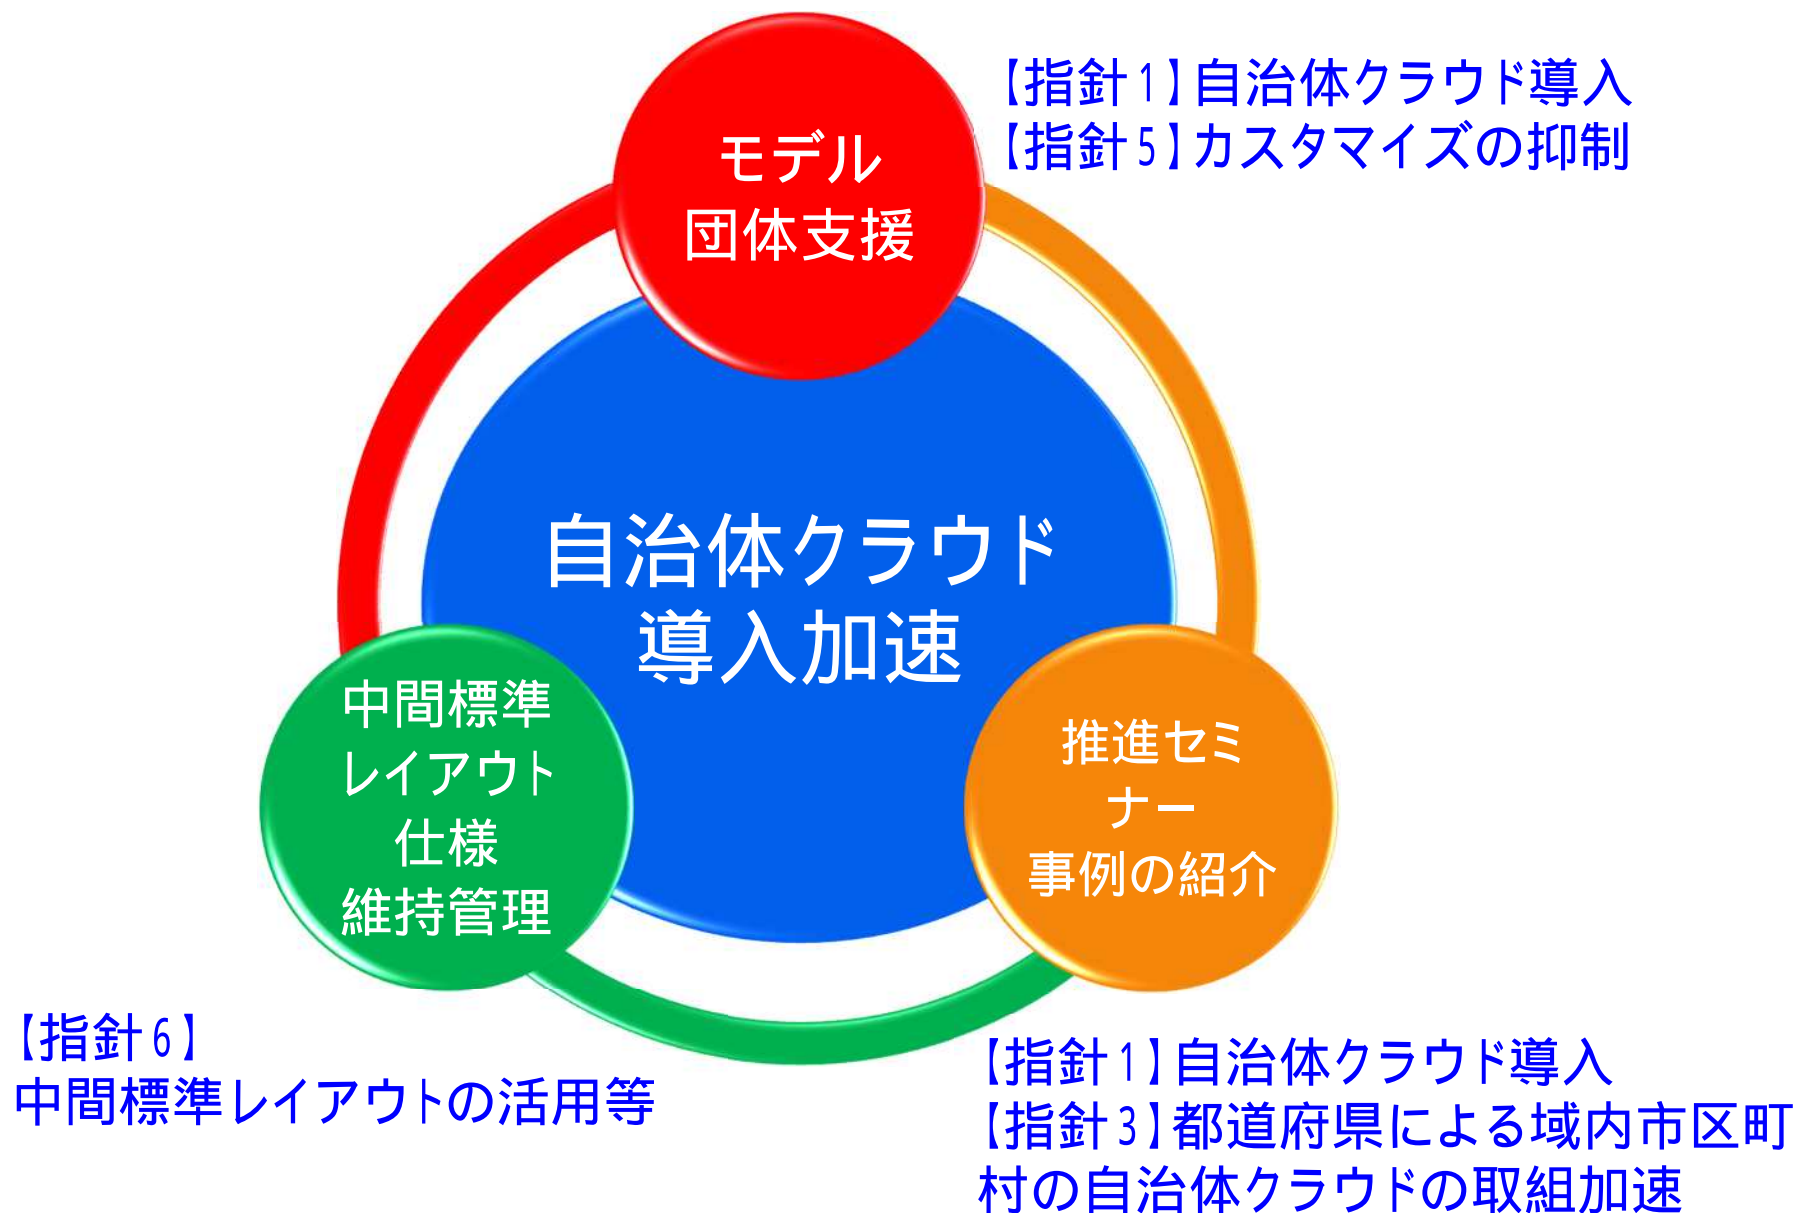 モデル
団体支援
【指針1】自治体クラウド導入
【指針5】カスタマイズの抑制
自治体クラウド
導入加速
中間標準
レイアウト
仕様
維持管理
推進セミ
ナー
事例の紹介
【指針6】
中間標準レイアウトの活用等
【指針1】自治体クラウド導入
【指針3】都道府県による域内市区町
村の自治体クラウドの取組加速